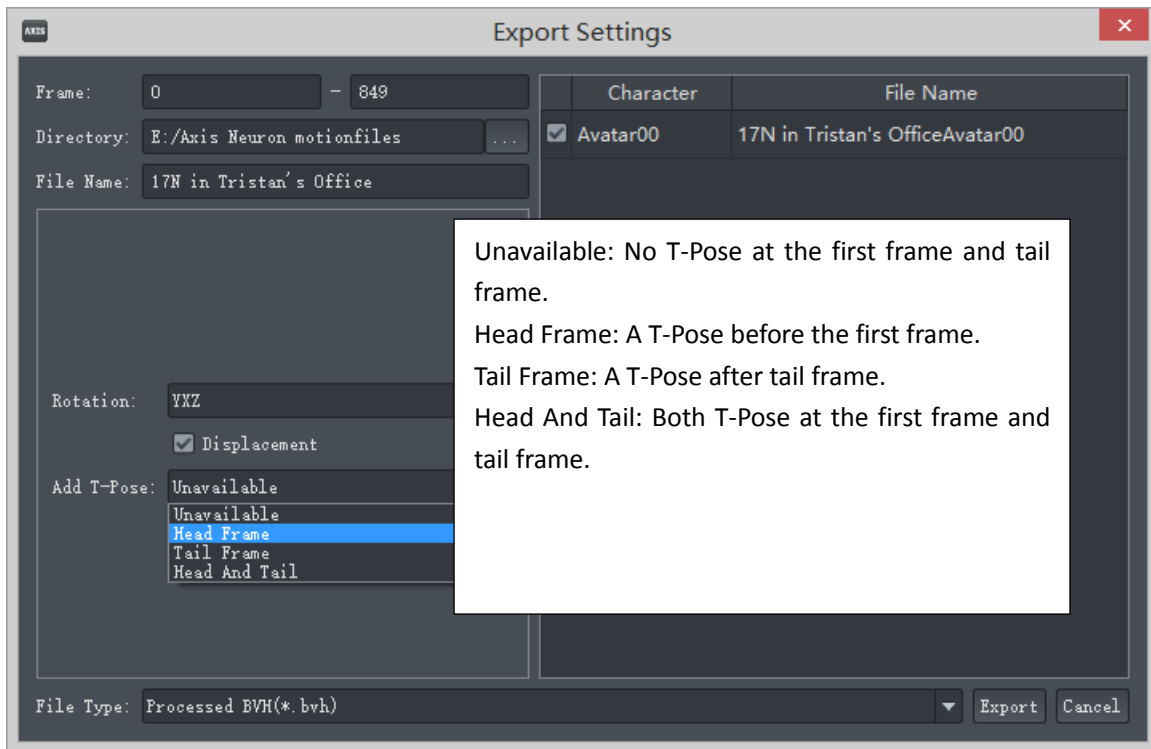 AXIS
Export Settings
Frame: 0 - 849
Directory: E:/Axis Neuron motionfiles ...
File Name: 17N in Tristan's Office
Character File Name
Avatar00 17N in Tristan's OfficeAvatar00
Unavailable: No T-Pose at the first frame and tail
frame.
Head Frame: A T-Pose before the first frame.
Tail Frame: A T-Pose after tail frame.
Head And Tail: Both T-Pose at the first frame and
tail frame.
Rotation: YXZ
Displacement
Add T-Pose: Unavailable
Unavailable
Head Frame
Tail Frame
Head And Tail
File Type: Processed BVH(*.bvh) Export Cancel